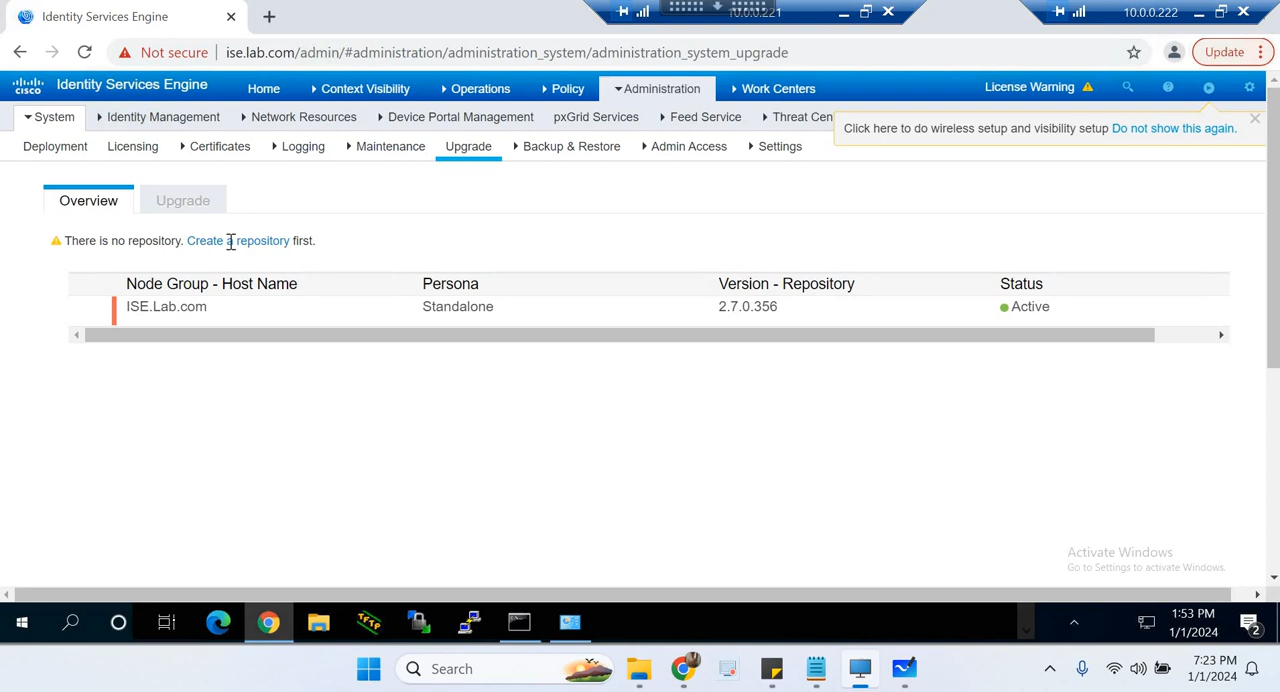 Identity Services Engine
10.0.0.221
10.0.0.222
Not secure
ise.lab.com/admin/#administration/administration_system/administration_system_upgrade
Update
CISCO
Identity Services Engine
Home
Context Visibility
Operations
Policy
Administration
Work Centers
License Warning
System
Identity Management
Network Resources
Device Portal Management
pxGrid Services
Feed Service
Threat Cen
Click here to do wireless setup and visibility setup Do not show this again.
Deployment
Licensing
Certificates
Logging
Maintenance
Upgrade
Backup & Restore
Admin Access
Settings
Overview
Upgrade
There is no repository. Create a repository first.
Node Group - Host Name
Persona
Version - Repository
Status
ISE.Lab.com
Standalone
2.7.0.356
Active
Activate Windows
Go to Settings to activate Windows.
TFTP
1:53 PM
1/1/2024
2
Search
7:23 PM
1/1/2024